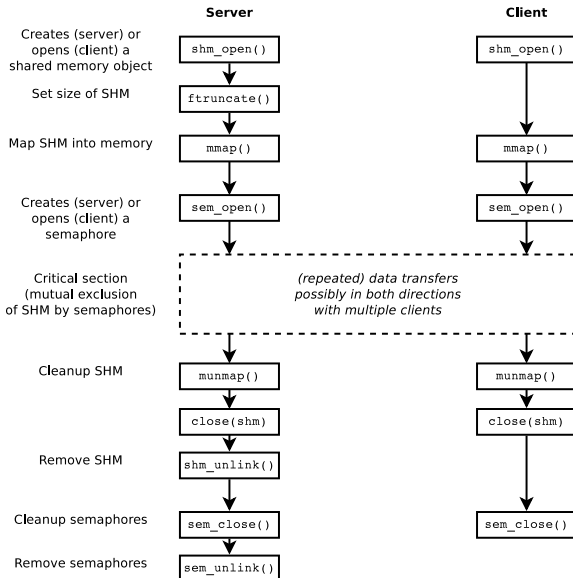 Server
Client
Creates (server) or
opens (client) a
shared memory object
shm_open()
shm_open()
Set size of SHM
ftruncate()
Map SHM into memory
mmap()
mmap()
Creates (server) or
opens (client) a
semaphore
sem_open()
sem_open()
Critical section
(mutual exclusion
of SHM by semaphores)
(repeated) data transfers
possibly in both directions
with multiple clients
Cleanup SHM
munmap()
munmap()
close(shm)
close(shm)
Remove SHM
shm_unlink()
Cleanup semaphores
sem_close()
sem_close()
Remove semaphores
sem_unlink()